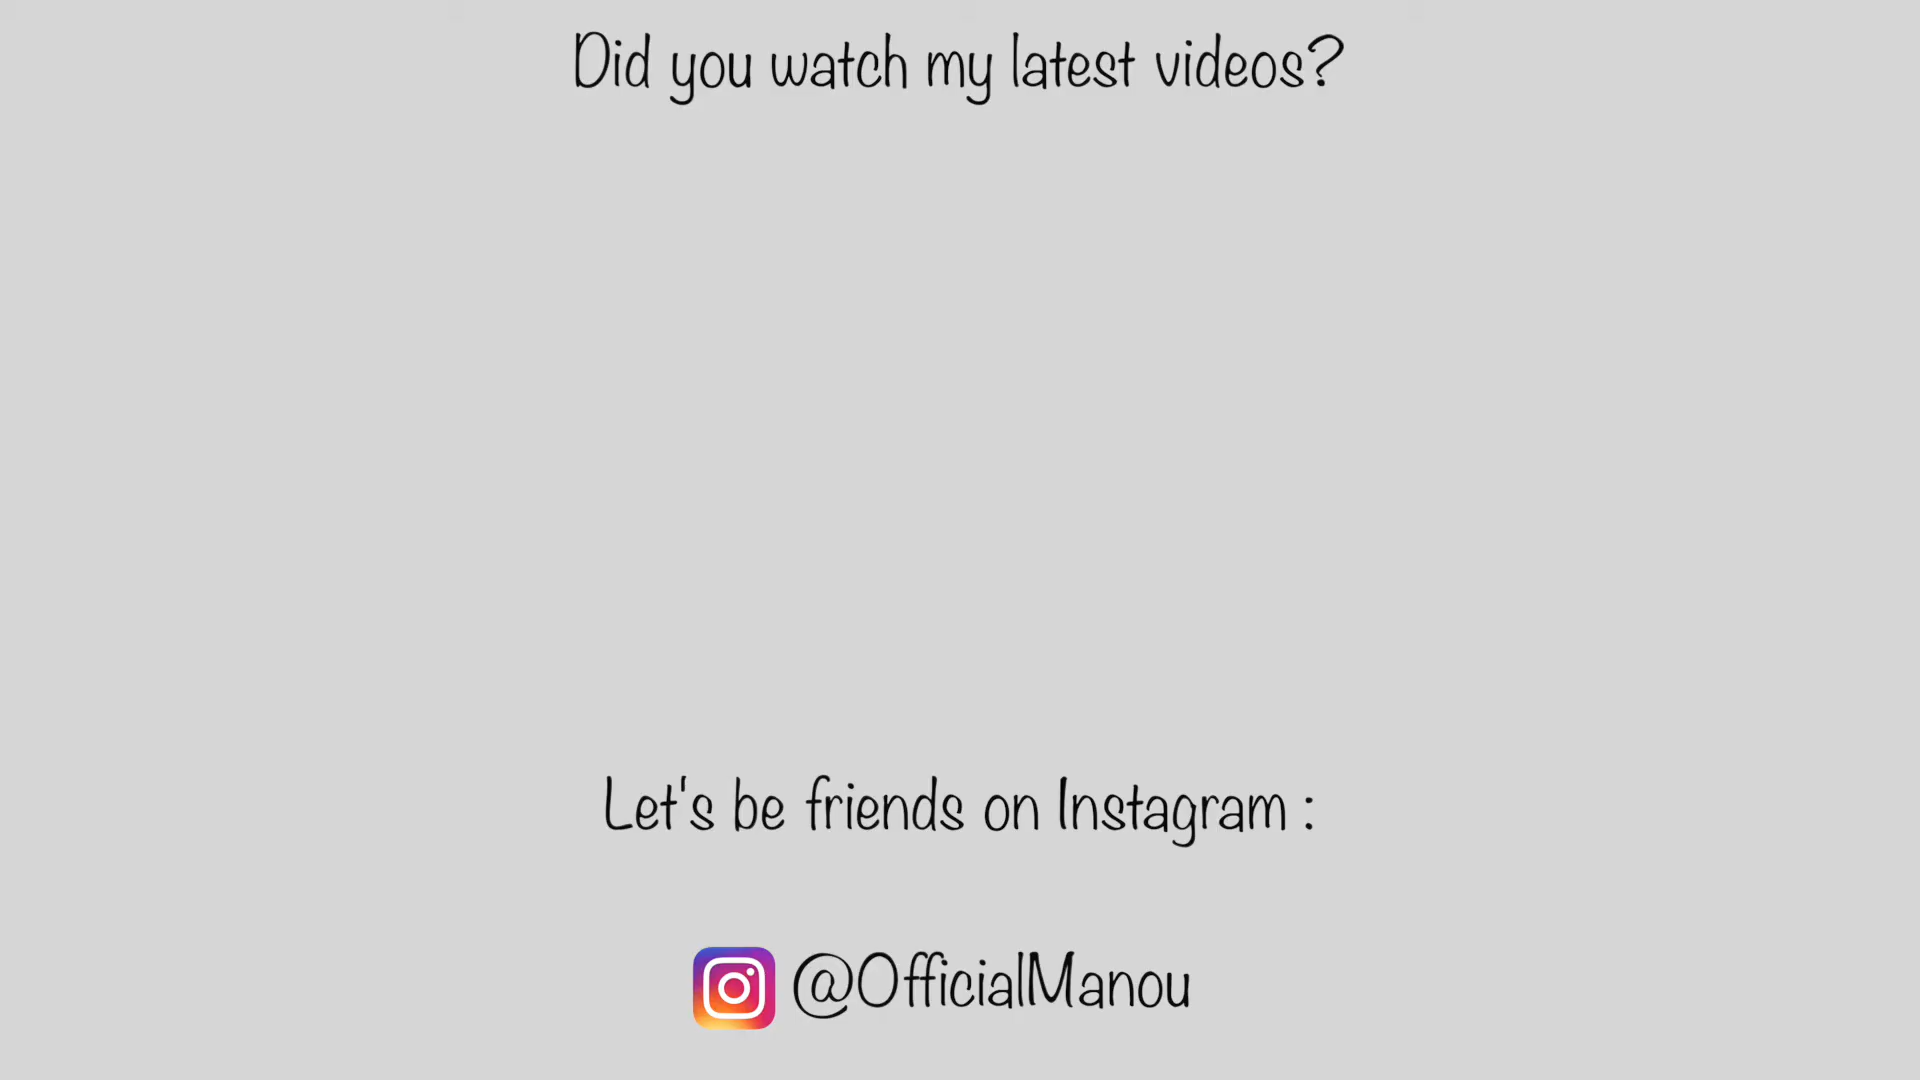 Did you watch my latest videos?
Let's be friends on Instagram :
@OfficialManou